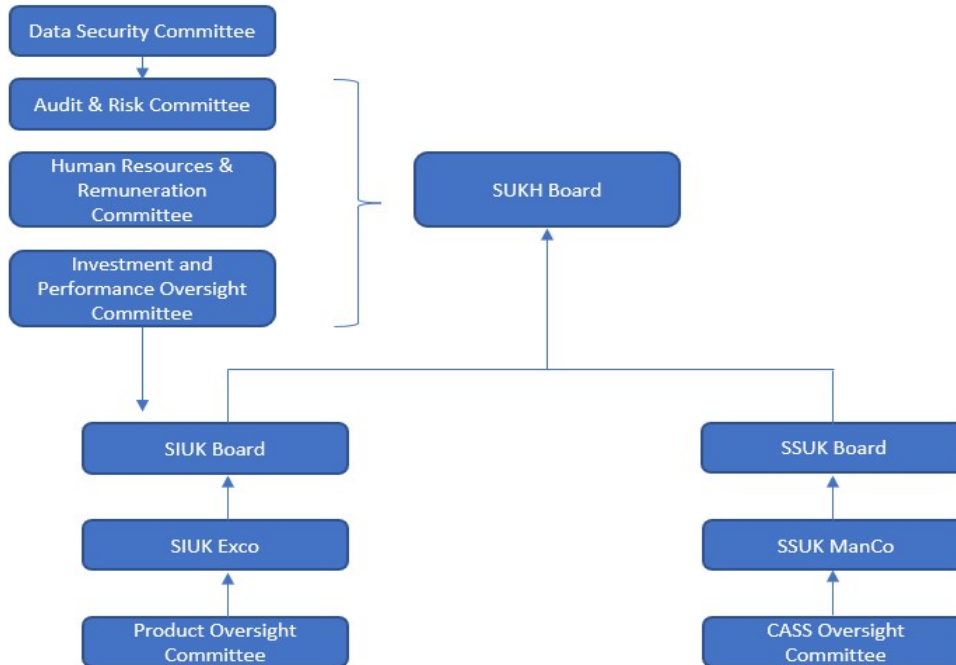 Data Security Committee
Audit & Risk Committee
Human Resources &
Remuneration
Committee
Investment and
Performance Oversight
Committee
SUKH Board
SIUK Board
SSUK Board
SIUK Exco
SSUK ManCo
Product Oversight
Committee
CASS Oversight
Committee